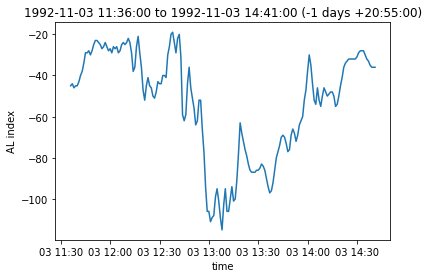 1992-11-03 11:36:00 to 1992-11-03 14:41:00 (-1 days +20:55:00)
−20
−40
−60
−80
−100
AL index
03 11:30 03 12:00 03 12:30 03 13:00 03 13:30 03 14:00 03 14:30
time